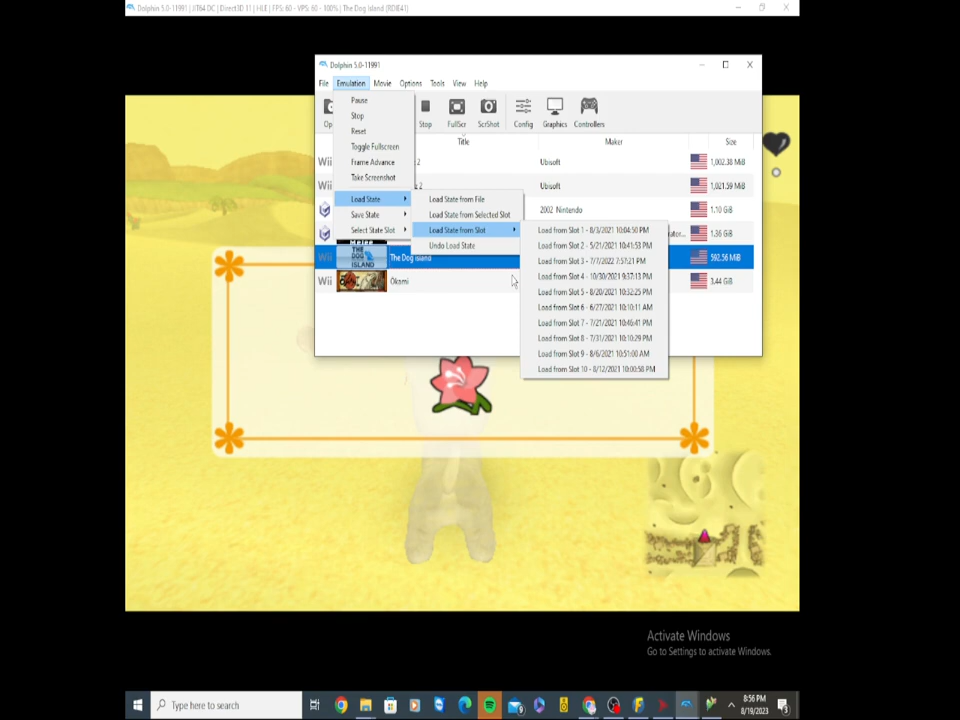 Dolphin 5.0-11991 | JIT64 DC | Direct3D 11 | HLE | FPS: 60 - VPS: 60 - 100% | The Dog Island (RDIE41)
Dolphin 5.0-11991
File Emulation Movie Options Tools View Help
Pause
Stop
Reset
Toggle Fullscreen
Frame Advance
Take Screenshot
Load State
Save State
Select State Slot
Op Stop FullScr ScrShot Config Graphics Controllers
Title Maker Size
Wii 2 Ubisoft 1,002.38 MiB
Wii 2 Ubisoft 1,021.59 MiB
2002 Nintendo 1.10 GiB
ator... 1.36 GiB
Melee
Wii THE DOG ISLAND The Dog Island 592.56 MiB
Wii Okami 3.44 GiB
Load State from File
Load State from Selected Slot
Load State from Slot
Undo Load State
Load from Slot 1 - 8/3/2021 10:04:50 PM
Load from Slot 2 - 5/21/2021 10:41:53 PM
Load from Slot 3 - 7/7/2022 7:57:21 PM
Load from Slot 4 - 10/30/2021 9:37:13 PM
Load from Slot 5 - 8/20/2021 10:32:25 PM
Load from Slot 6 - 6/27/2021 10:10:11 AM
Load from Slot 7 - 7/21/2021 10:46:41 PM
Load from Slot 8 - 7/31/2021 10:10:29 PM
Load from Slot 9 - 8/6/2021 10:51:00 AM
Load from Slot 10 - 8/12/2021 10:00:58 PM
Activate Windows
Go to Settings to activate Windows.
Type here to search
8:56 PM
8/19/2023